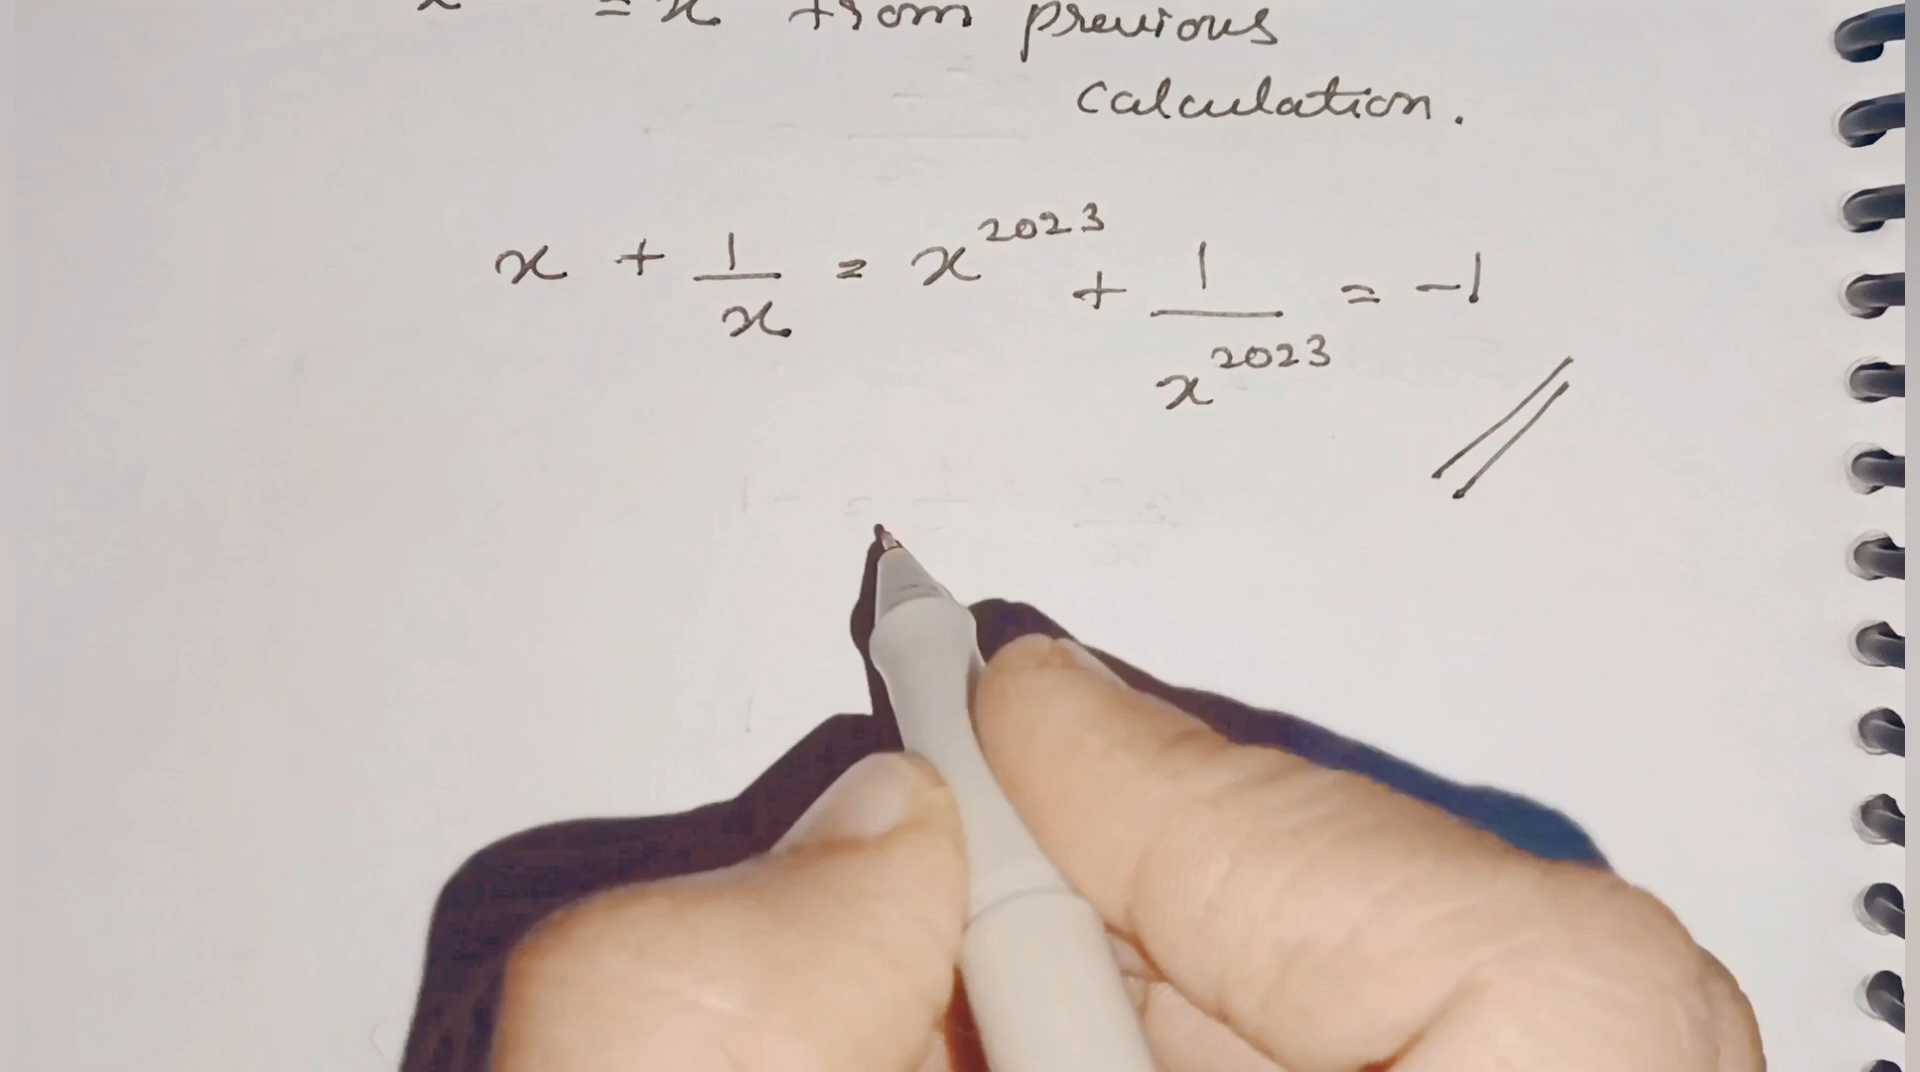 = x from previous
calculation.
x + 1/x = x^2023 + 1/x^2023 = -1